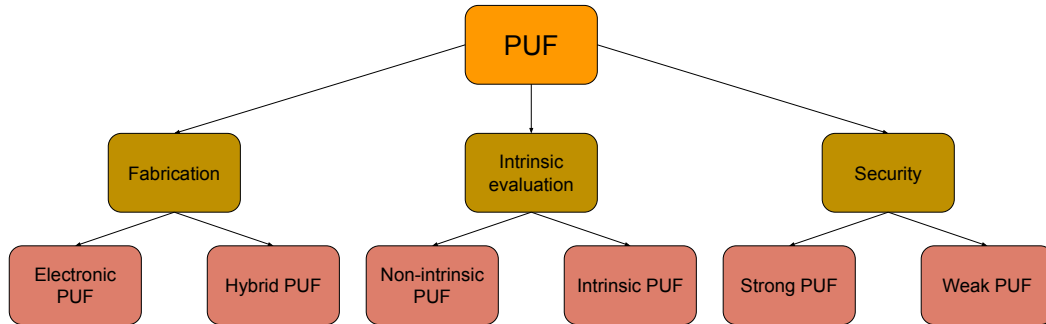 PUF
Fabrication
Intrinsic
evaluation
Security
Electronic
PUF
Hybrid PUF
Non-intrinsic
PUF
Intrinsic PUF
Strong PUF
Weak PUF